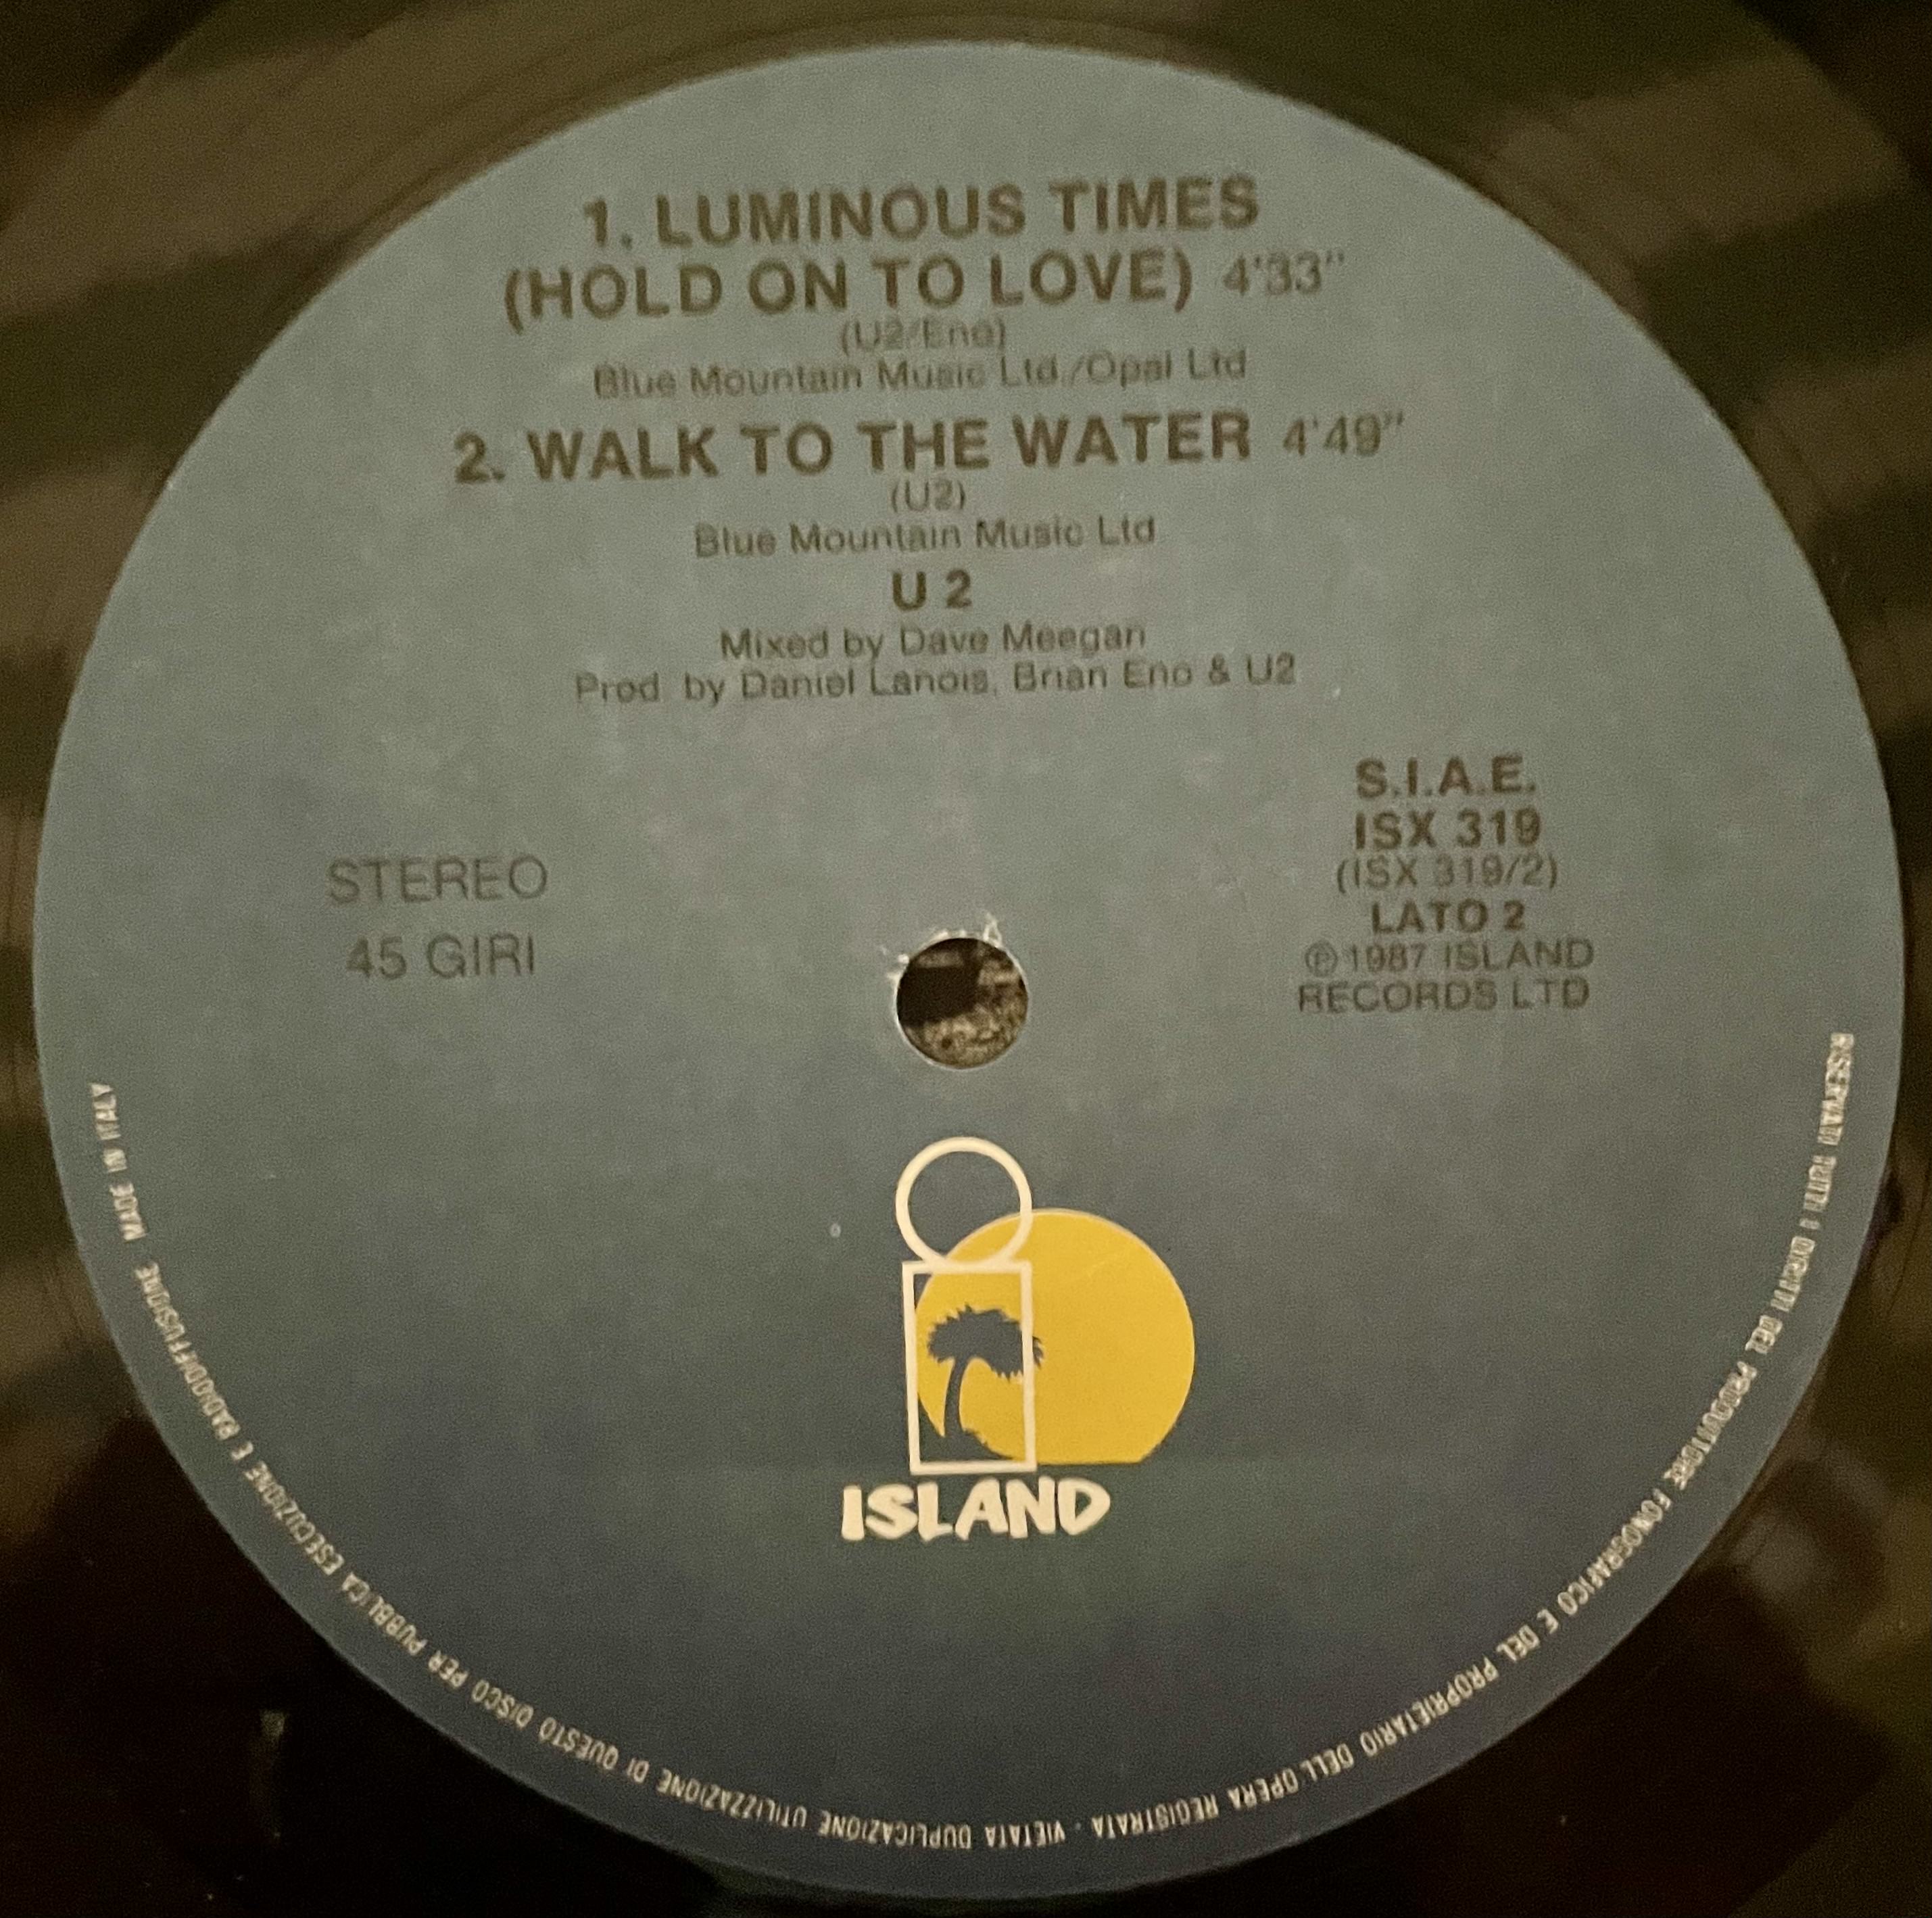 1. LUMINOUS TIMES
(HOLD ON TO LOVE) 4'33"
(U2/Eno)
Blue Mountain Music Ltd./Opal Ltd
2. WALK TO THE WATER 4'49"
(U2)
Blue Mountain Music Ltd
U 2
Mixed by Dave Meegan
Prod by Daniel Lanois, Brian Eno & U2
STEREO
45 GIRI
S.I.A.E.
ISX 319
(ISX 319/2)
LATO 2
℗ 1987 ISLAND
RECORDS LTD
ISLAND
RISERVATI TUTTI I DIRITTI DEL PRODUTTORE FONOGRAFICO E DEL PROPRIETARIO DELL'OPERA REGISTRATA · VIETATA DUPLICAZIONE UTILIZZAZIONE DI QUESTO DISCO PER PUBBLICA ESECUZIONE E RADIODIFFUSIONE MADE IN ITALY